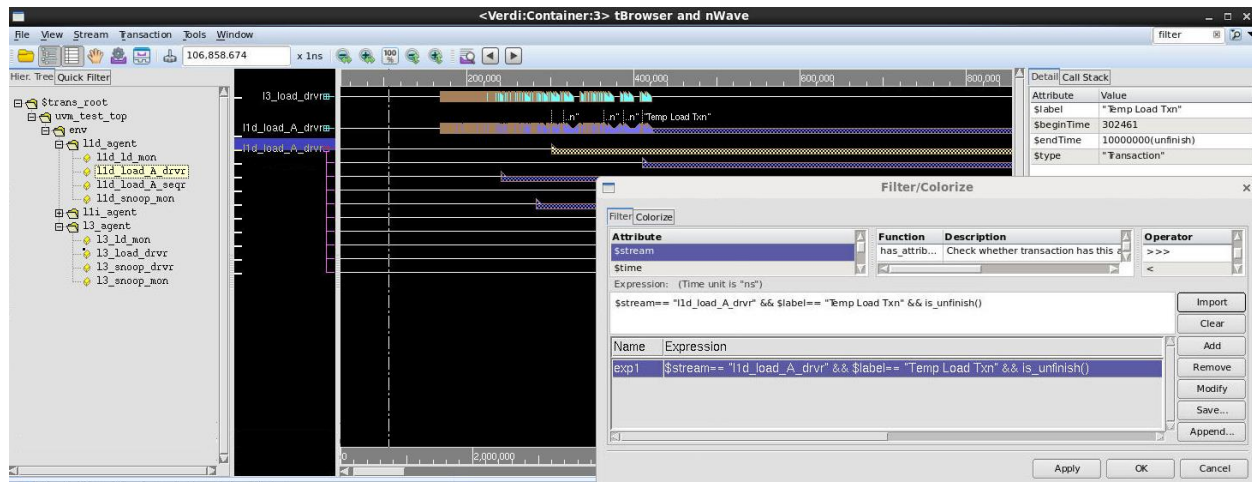 <Verdi:Container:3> tBrowser and nWave
File View Stream Transaction Tools Window
filter
106,858.674 x 1ns
100 %
Hier. Tree Quick Filter
$trans_root
uvm_test_top
env
l1d_agent
l1d_ld_mon
l1d_load_A_drvr
l1d_load_A_seqr
l1d_snoop_mon
l1i_agent
l3_agent
l3_ld_mon
l3_load_drvr
l3_snoop_drvr
l3_snoop_mon
l3_load_drvr
l1d_load_A_drvr
l1d_load_A_drvr
200,000 400,000 600,000 800,000
..n" ..n" ..n" "Temp Load Txn"
0 2,000,000
Detail Call Stack
Attribute Value
$label "Temp Load Txn"
$beginTime 302461
$endTime 10000000(unfinish)
$type "Transaction"
Filter/Colorize
Filter Colorize
Attribute Function Description Operator
$stream has_attrib... Check whether transaction has this a >>>
$time <
Expression: (Time unit is "ns")
$stream== "l1d_load_A_drvr" && $label== "Temp Load Txn" && is_unfinish()
Import
Clear
Name Expression
exp1 $stream== "l1d_load_A_drvr" && $label== "Temp Load Txn" && is_unfinish()
Add
Remove
Modify
Save...
Append...
Apply OK Cancel